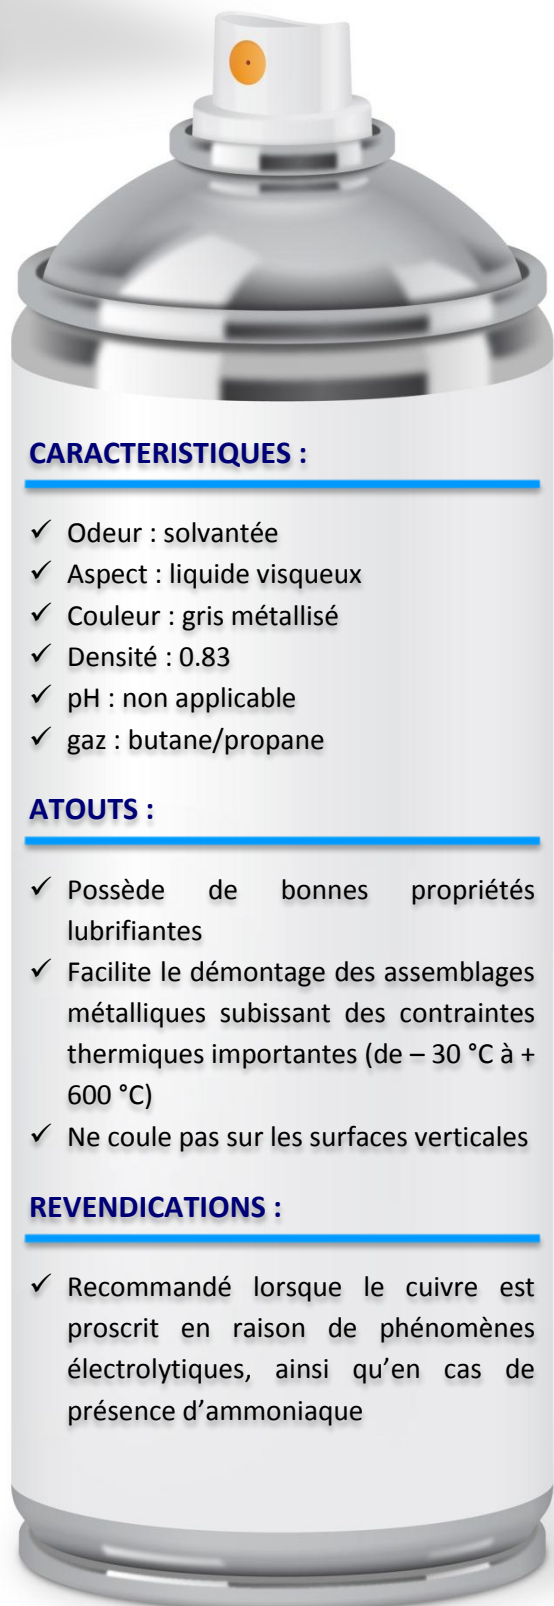 CARACTERISTIQUES :
✓ Odeur : solvantée
✓ Aspect : liquide visqueux
✓ Couleur : gris métallisé
✓ Densité : 0.83
✓ pH : non applicable
✓ gaz : butane/propane
ATOUTS :
✓ Possède de bonnes propriétés
lubrifiantes
✓ Facilite le démontage des assemblages
métalliques subissant des contraintes
thermiques importantes (de – 30 °C à +
600 °C)
✓ Ne coule pas sur les surfaces verticales
REVENDICATIONS :
✓ Recommandé lorsque le cuivre est
proscrit en raison de phénomènes
électrolytiques, ainsi qu’en cas de
présence d’ammoniaque